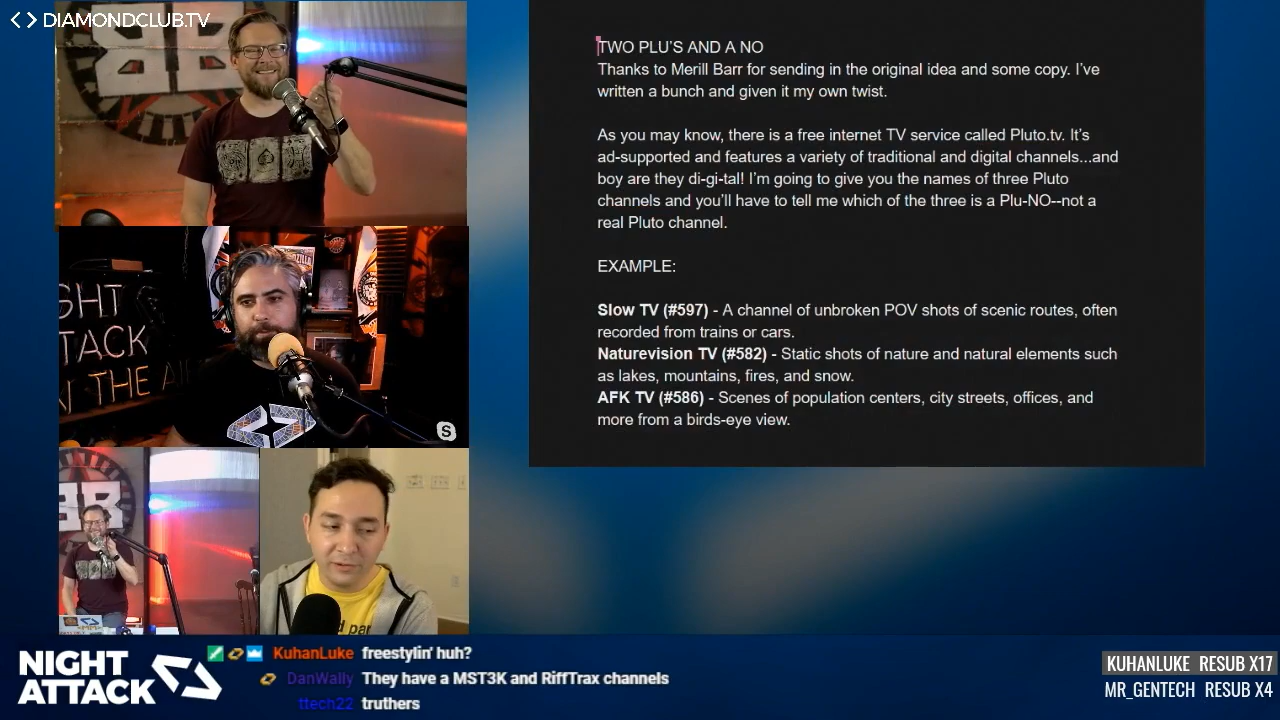 DIAMONDCLUB.TV
TWO PLU'S AND A NO
Thanks to Merill Barr for sending in the original idea and some copy. I've
written a bunch and given it my own twist.
As you may know, there is a free internet TV service called Pluto.tv. It's
ad-supported and features a variety of traditional and digital channels...and
boy are they di-gi-tal! I'm going to give you the names of three Pluto
channels and you'll have to tell me which of the three is a Plu-NO--not a
real Pluto channel.
EXAMPLE:
Slow TV (#597) - A channel of unbroken POV shots of scenic routes, often
recorded from trains or cars.
Naturevision TV (#582) - Static shots of nature and natural elements such
as lakes, mountains, fires, and snow.
AFK TV (#586) - Scenes of population centers, city streets, offices, and
more from a birds-eye view.
GHT
TTACK
THE
NIGHT
ATTACK
KuhanLuke freestylin' huh?
DanWally They have a MST3K and RiffTrax channels
ttech22 truthers
KUHANLUKE RESUB X17
MR_GENTECH RESUB X4